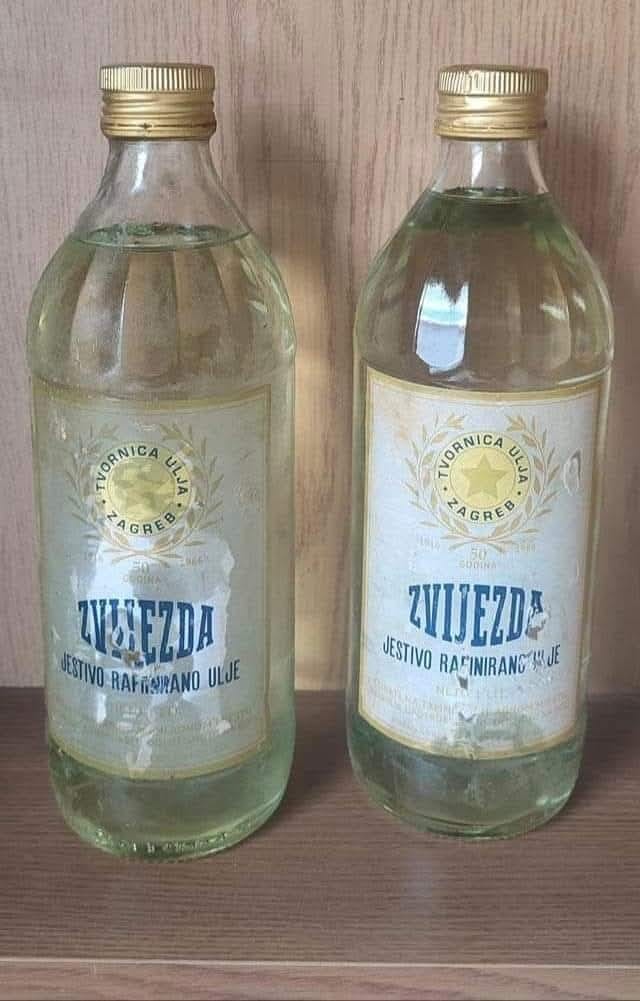 TVORNICA ULJA
ZAGREB
50
GODINA
1966
ZVIJEZDA
JESTIVO RAFINIRANO ULJE
TVORNICA ULJA
ZAGREB
1916 50 1966
GODINA
ZVIJEZDA
JESTIVO RAFINIRANO ULJE